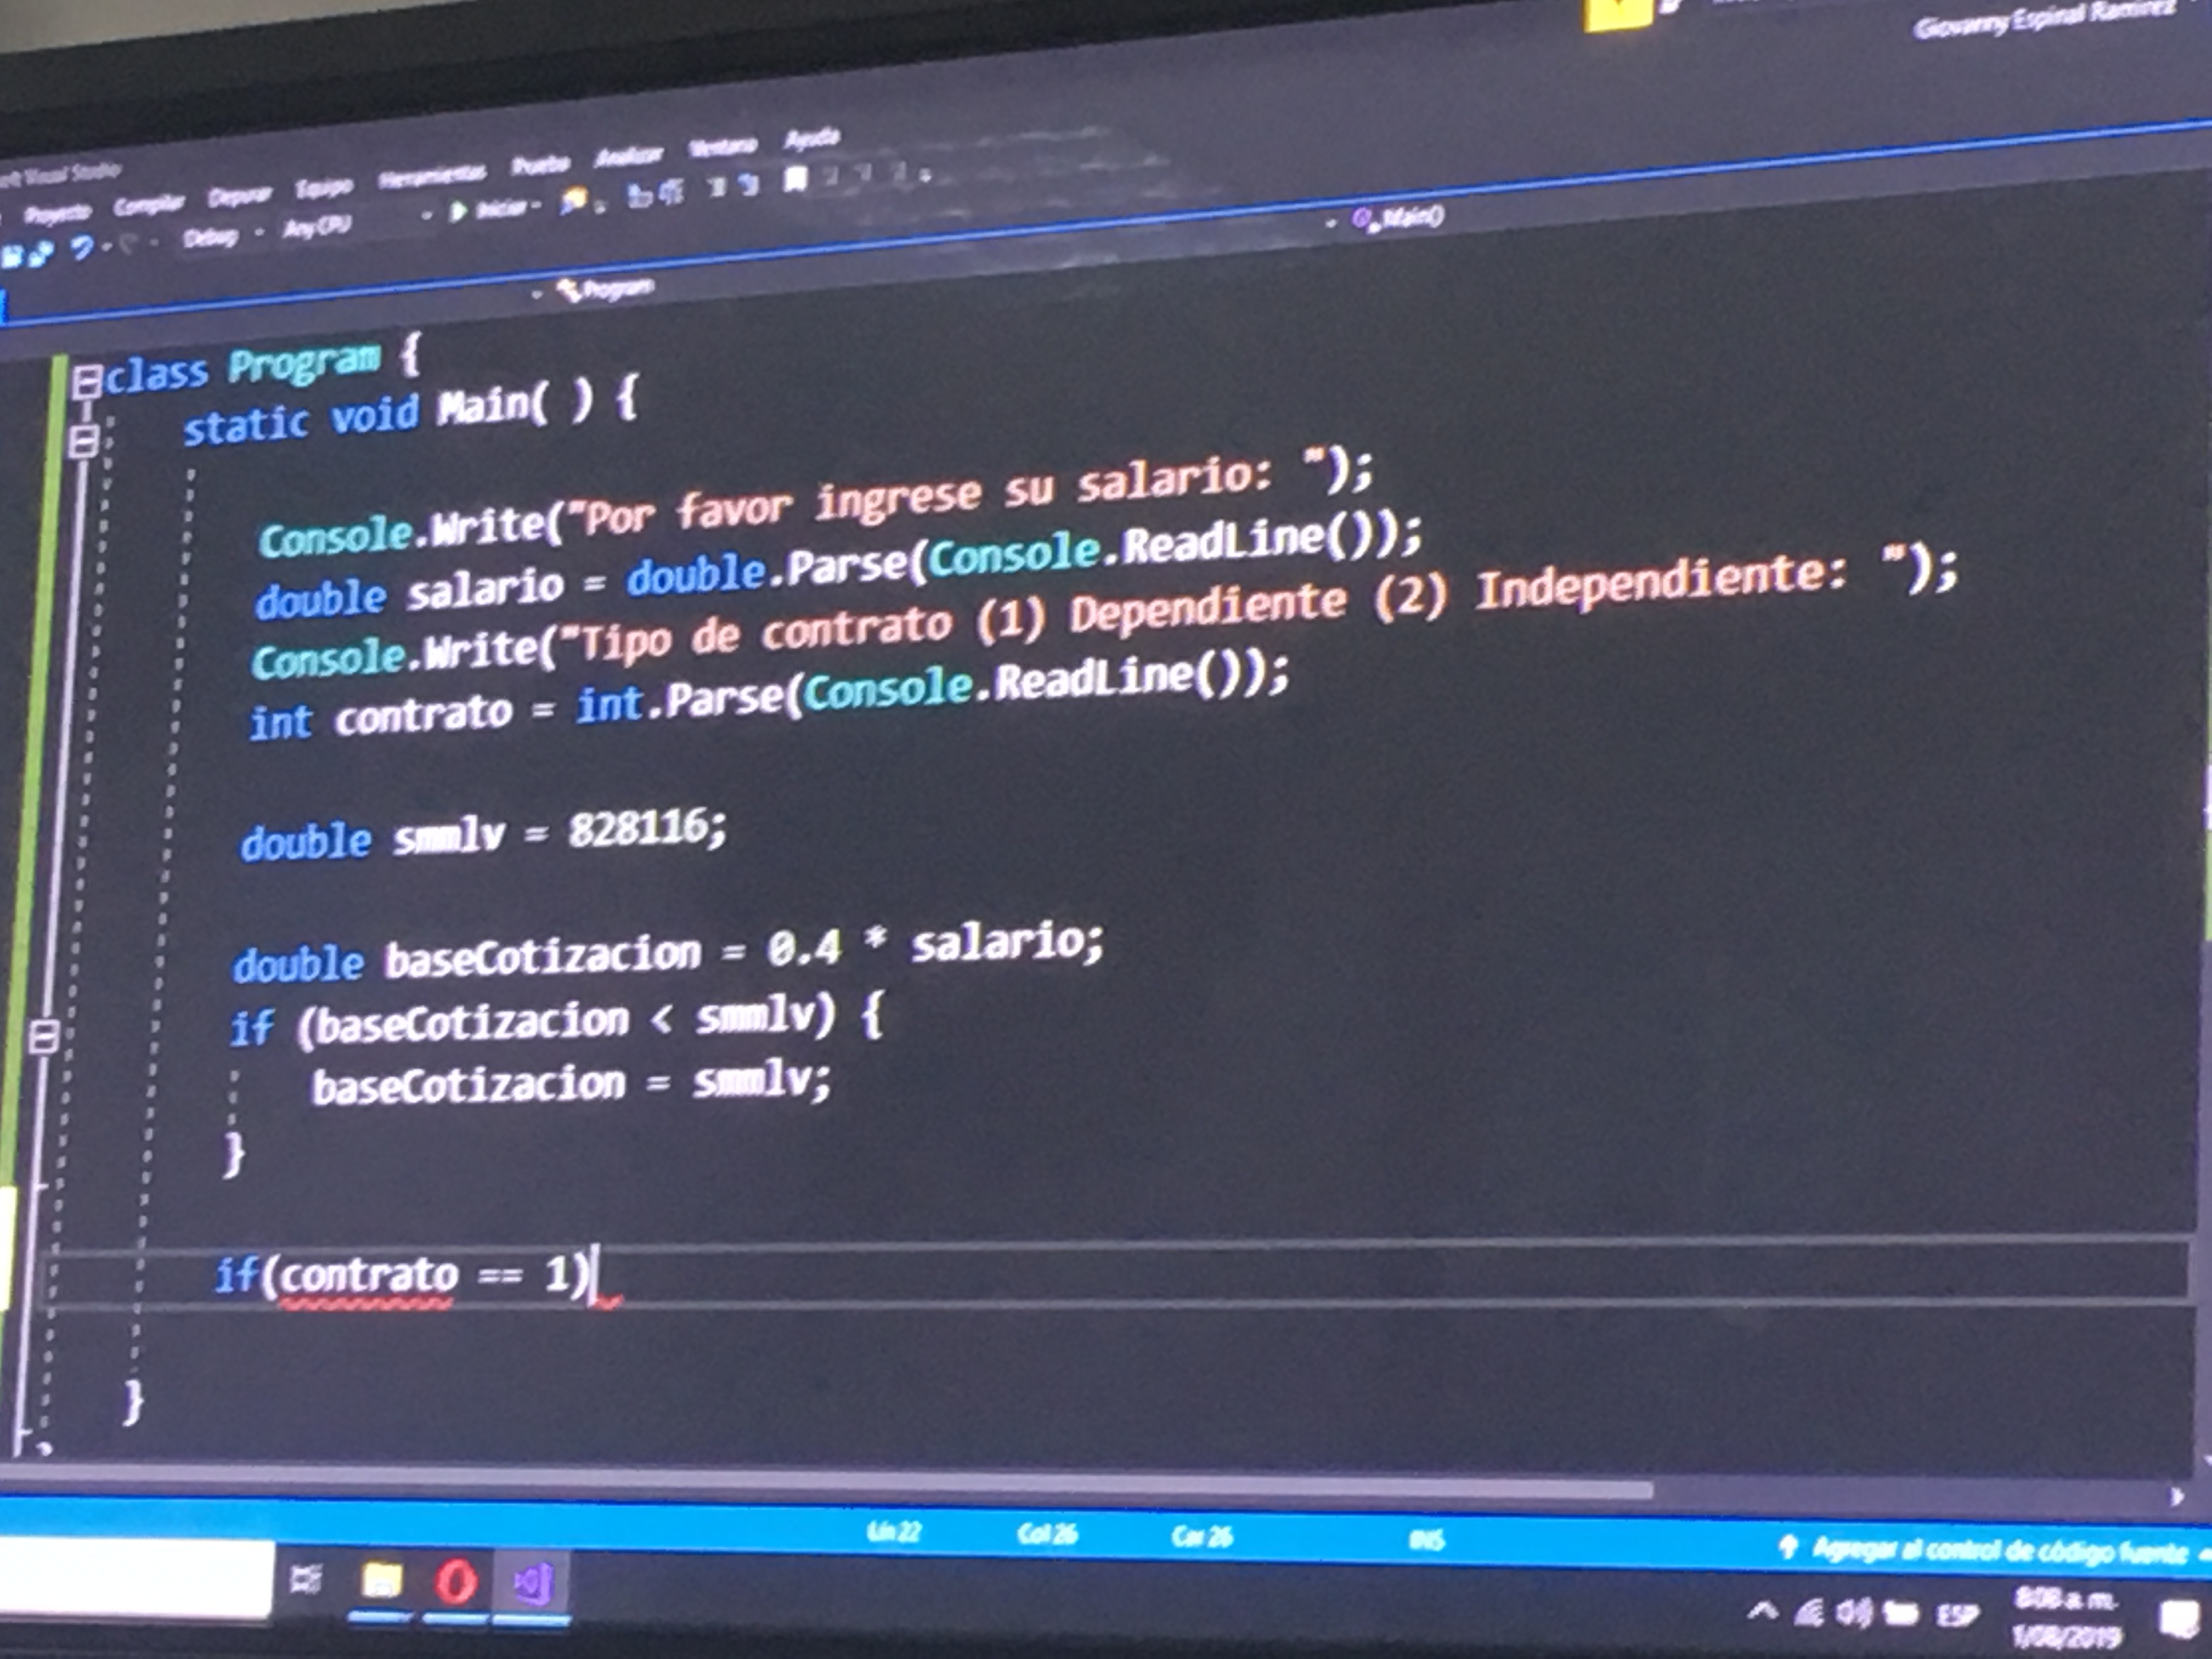 Giovanny Espinal Ramirez
Visual Studio
Proyecto Compilar Depurar Equipo Herramientas Prueba Analizar Ventana Ayuda
Debug Any CPU Iniciar
Program Main()
class Program {
static void Main( ) {
Console.Write("Por favor ingrese su salario: ");
double salario = double.Parse(Console.ReadLine());
Console.Write("Tipo de contrato (1) Dependiente (2) Independiente: ");
int contrato = int.Parse(Console.ReadLine());
double smmlv = 828116;
double baseCotizacion = 0.4 * salario;
if (baseCotizacion < smmlv) {
baseCotizacion = smmlv;
}
if(contrato == 1)
}
Lín 22 Col 26 Car 26 INS Agregar al control de código fuente
ESP 8:08 a. m.
1/08/2019